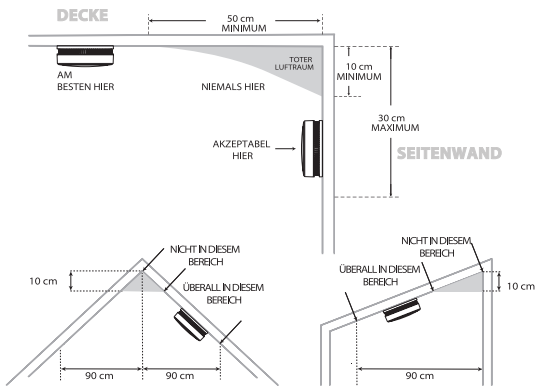 DECKE
50 cm
MINIMUM
TOTER
LUFTRAUM
10 cm
MINIMUM
AM
BESTEN HIER
NIEMALS HIER
30 cm
MAXIMUM
AKZEPTABEL
HIER
SEITENWAND
NICHT IN DIESEM
BEREICH
10 cm
ÜBERALL IN DIESEM
BEREICH
90 cm
90 cm
NICHT IN DIESEM
BEREICH
ÜBERALL IN DIESEM
BEREICH
10 cm
90 cm